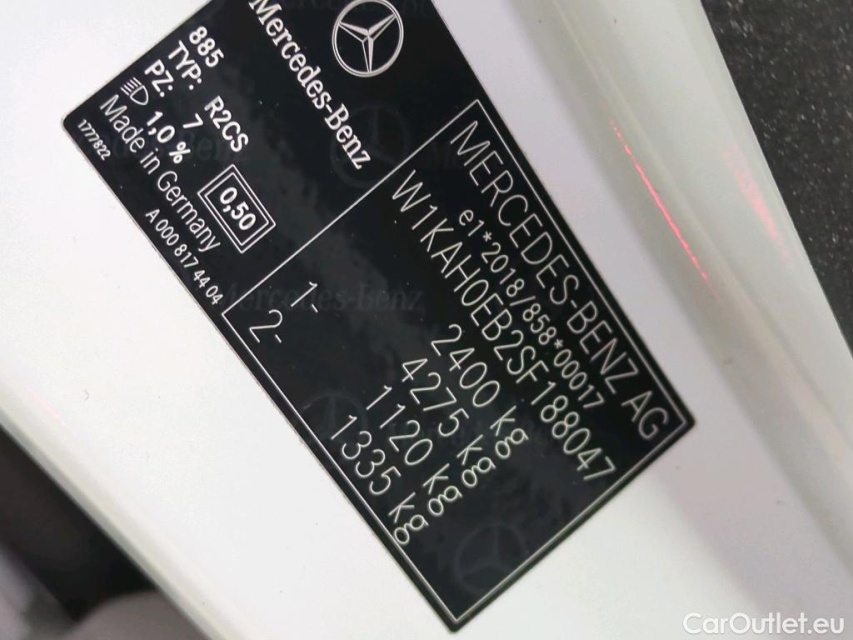 MERCEDES-BENZ AG
e1*2018/858*00017
W1KAH0EB2SF188047
2400 kg
4275 kg
1- 1120 kg
2- 1335 kg
Mercedes-Benz
885
TYP: R2CS
PZ: 7
1,0 %
0,50
Made in Germany
1777822
A 000 817 44 04
CarOutlet.eu